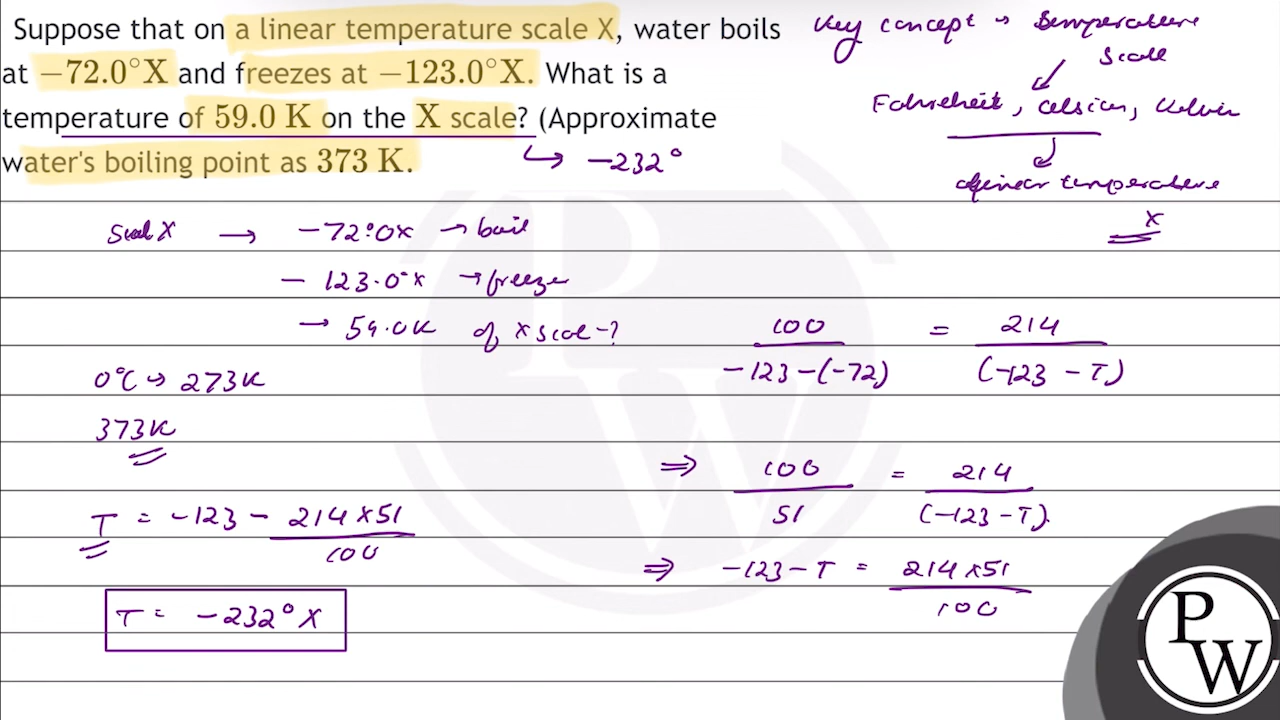 Suppose that on a linear temperature scale X, water boils
at −72.0°X and freezes at −123.0°X. What is a
temperature of 59.0 K on the X scale? (Approximate
water's boiling point as 373 K.
↳ −232°
Key concept → Temperature
Scale
Fahreheit, Celsius, Kelvin
temperature
X
Scale X → −72.0°X → boil
− 123.0°X → freeze
→ 59.0K of X scale-?
0°C → 273K
373K
T = −123 − 214×51 / 100
T = −232°X
100 / −123−(−72) = 214 / (−123 − T)
⇒ 100 / 51 = 214 / (−123 −T).
⇒ −123−T = 214×51 / 100
PW
PW